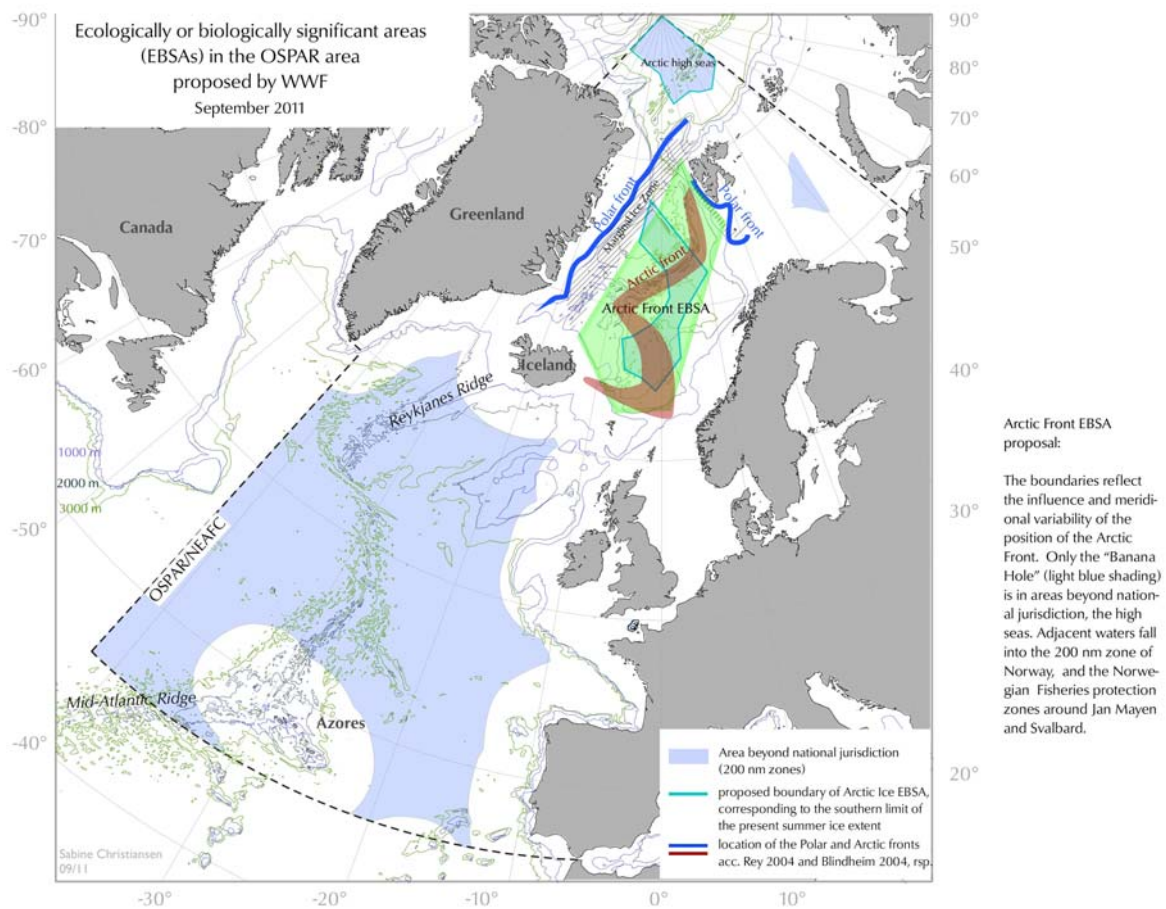 Ecologically or biologically significant areas
(EBSAs) in the OSPAR area
proposed by WWF
September 2011
-90°
-80°
-70°
-60°
-50°
-40°
-30°
-20°
-10°
0°
10°
90°
80°
70°
60°
50°
40°
30°
20°
Arctic high seas
Canada
Greenland
Polar front
Marginal Ice Zone
Polar front
Arctic front
Arctic Front EBSA
Iceland
Reykjanes Ridge
1000 m
2000 m
3000 m
OSPAR/NEAFC
Mid-Atlantic Ridge
Azores
Area beyond national jurisdiction
(200 nm zones)
proposed boundary of Arctic Ice EBSA,
corresponding to the southern limit of
the present summer ice extent
location of the Polar and Arctic fronts
acc. Rey 2004 and Blindheim 2004, rsp.
Sabine Christiansen
09/11
Arctic Front EBSA
proposal:
The boundaries reflect
the influence and meridi-
onal variability of the
position of the Arctic
Front. Only the “Banana
Hole” (light blue shading)
is in areas beyond nation-
al jurisdiction, the high
seas. Adjacent waters fall
into the 200 nm zone of
Norway, and the Norwe-
gian Fisheries protection
zones around Jan Mayen
and Svalbard.